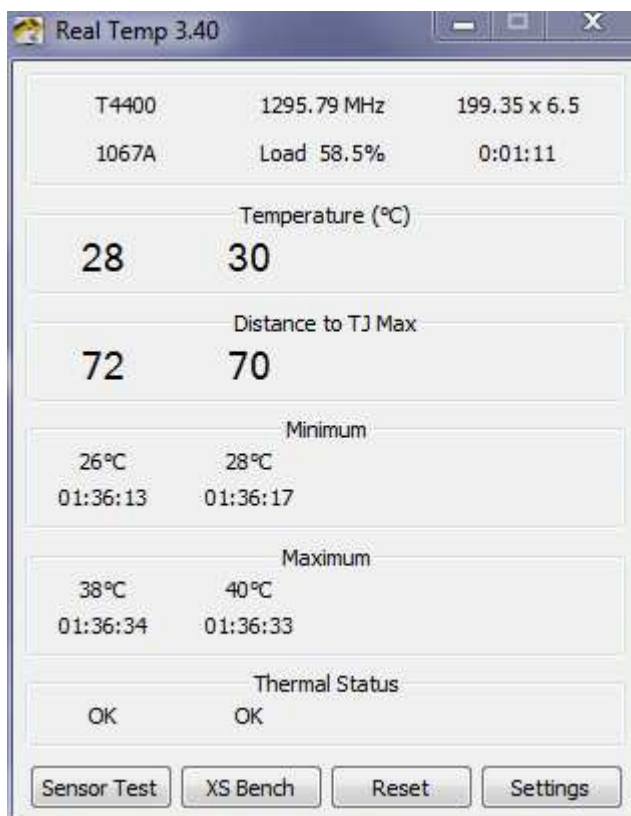 Real Temp 3.40
T4400 1295.79 MHz 199.35 x 6.5
1067A Load 58.5% 0:01:11
Temperature (°C)
28 30
Distance to TJ Max
72 70
Minimum
26°C 28°C
01:36:13 01:36:17
Maximum
38°C 40°C
01:36:34 01:36:33
Thermal Status
OK OK
Sensor Test XS Bench Reset Settings